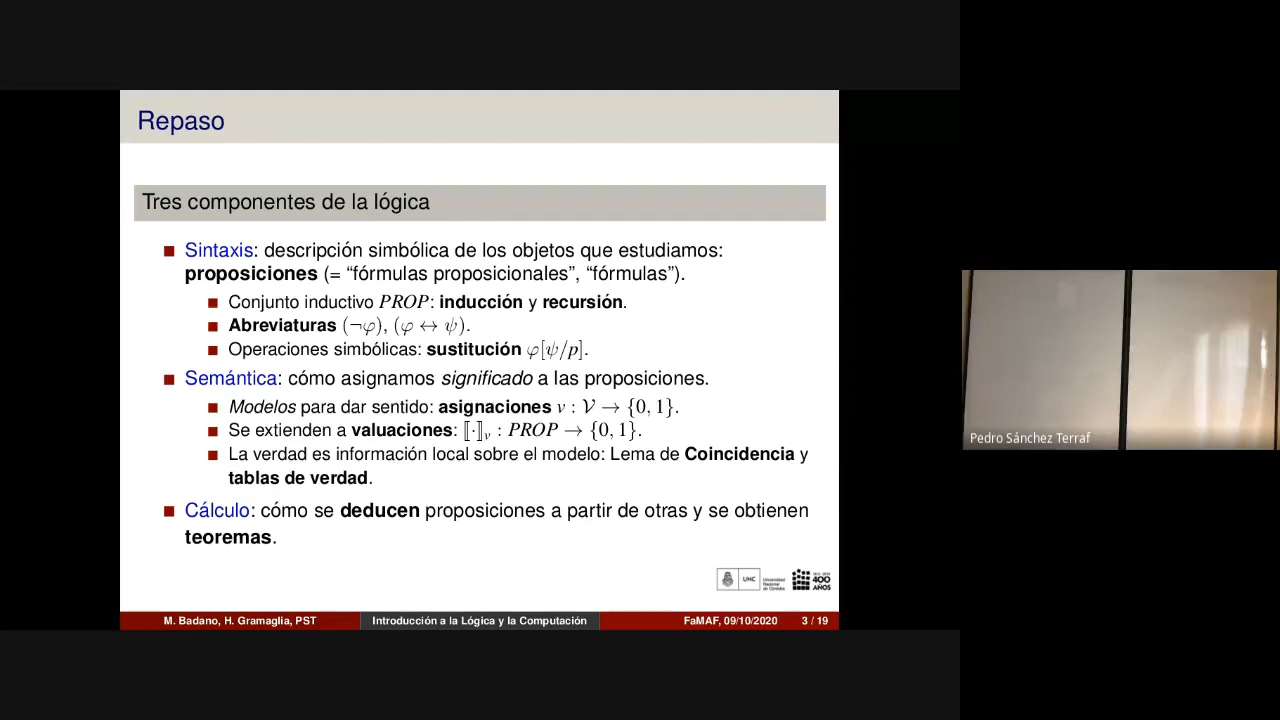 Repaso
Tres componentes de la lógica
Sintaxis: descripción simbólica de los objetos que estudiamos:
proposiciones (= “fórmulas proposicionales”, “fórmulas”).
Conjunto inductivo PROP: inducción y recursión.
Abreviaturas (¬φ), (φ ↔ ψ).
Operaciones simbólicas: sustitución φ[ψ/p].
Semántica: cómo asignamos significado a las proposiciones.
Modelos para dar sentido: asignaciones v : 𝒱 → {0, 1}.
Se extienden a valuaciones: ⟦·⟧ᵥ : PROP → {0, 1}.
La verdad es información local sobre el modelo: Lema de Coincidencia y
tablas de verdad.
Cálculo: cómo se deducen proposiciones a partir de otras y se obtienen
teoremas.
UNC
Universidad
Nacional
de Córdoba
400
AÑOS
M. Badano, H. Gramaglia, PST
Introducción a la Lógica y la Computación
FaMAF, 09/10/2020
3 / 19
Pedro Sánchez Terraf